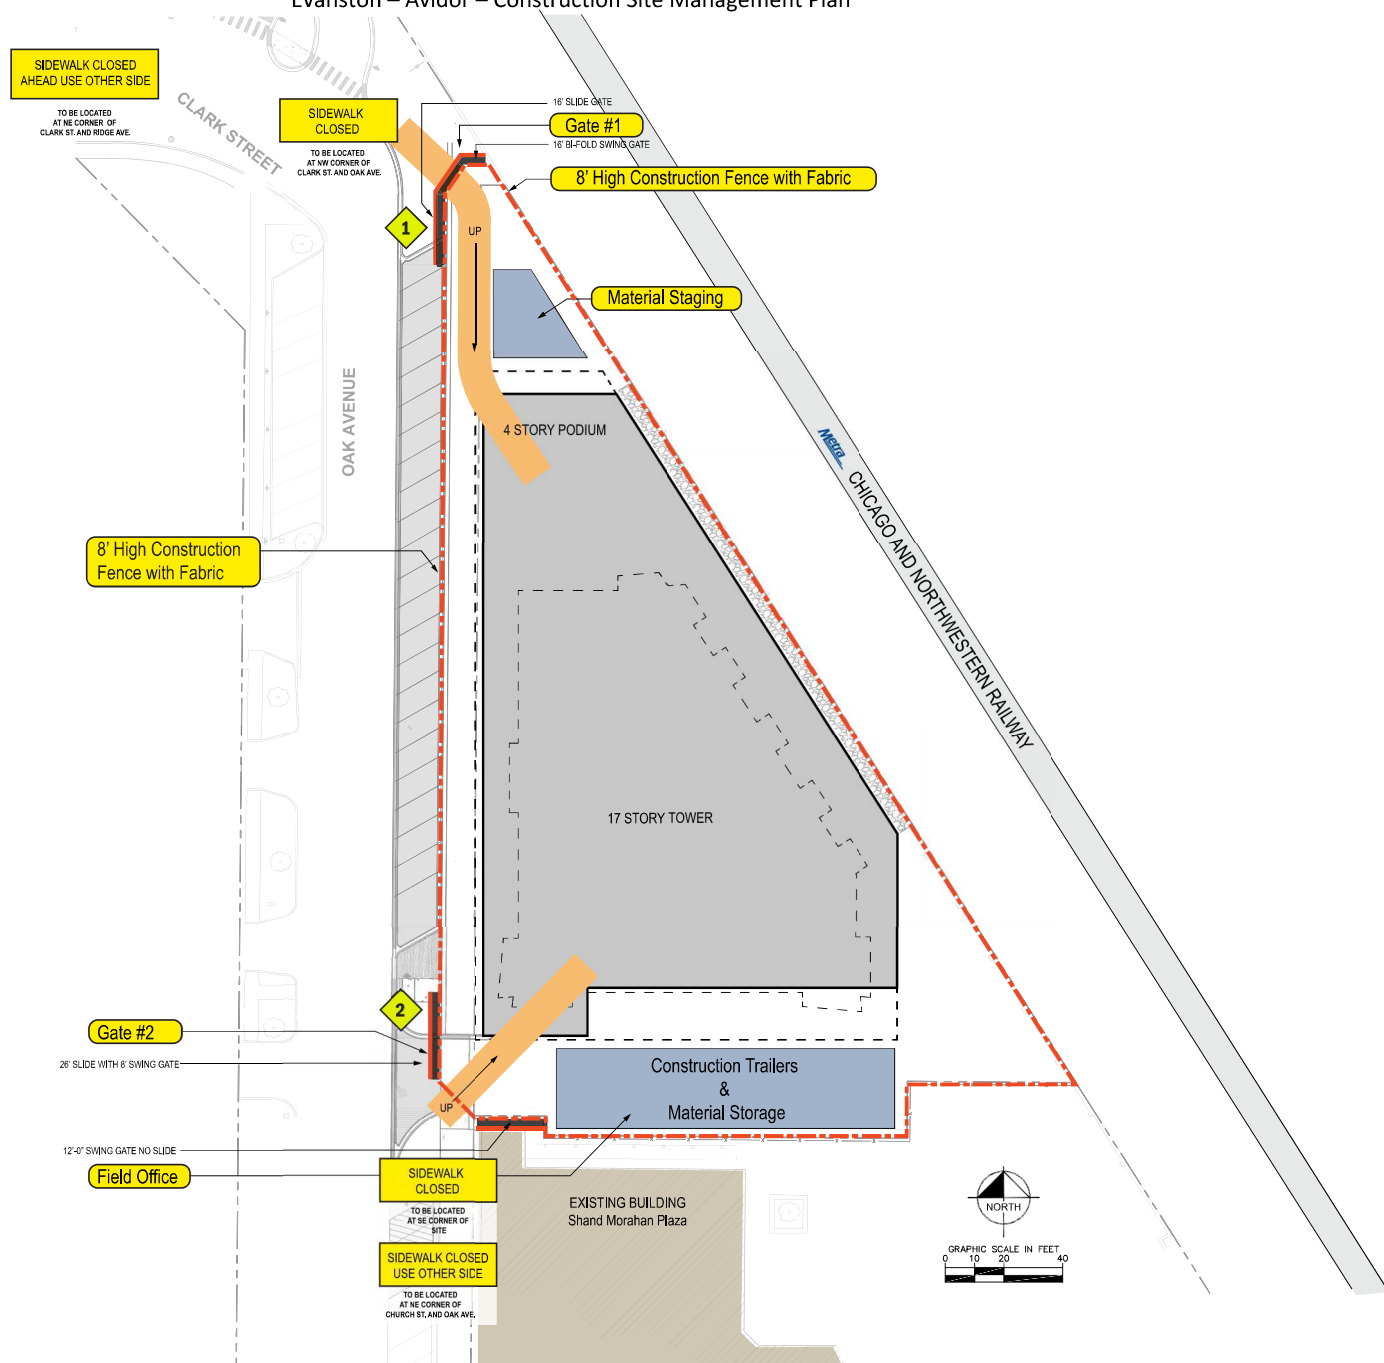 Evanston – Avidor – Construction Site Management Plan
SIDEWALK CLOSED
AHEAD USE OTHER SIDE
TO BE LOCATED
AT NE CORNER OF
CLARK ST. AND RIDGE AVE.
CLARK STREET
SIDEWALK
CLOSED
TO BE LOCATED
AT NW CORNER OF
CLARK ST. AND OAK AVE.
16' SLIDE GATE
Gate #1
16' BI-FOLD SWING GATE
8' High Construction Fence with Fabric
1
UP
Material Staging
OAK AVENUE
4 STORY PODIUM
Metra
CHICAGO AND NORTHWESTERN RAILWAY
8' High Construction
Fence with Fabric
17 STORY TOWER
2
Gate #2
26' SLIDE WITH 8' SWING GATE
UP
Construction Trailers
&
Material Storage
12'-0" SWING GATE NO SLIDE
Field Office
SIDEWALK
CLOSED
TO BE LOCATED
AT SE CORNER OF
SITE
SIDEWALK CLOSED
USE OTHER SIDE
TO BE LOCATED
AT NE CORNER OF
CHURCH ST. AND OAK AVE.
EXISTING BUILDING
Shand Morahan Plaza
NORTH
GRAPHIC SCALE IN FEET
0 10 20 40